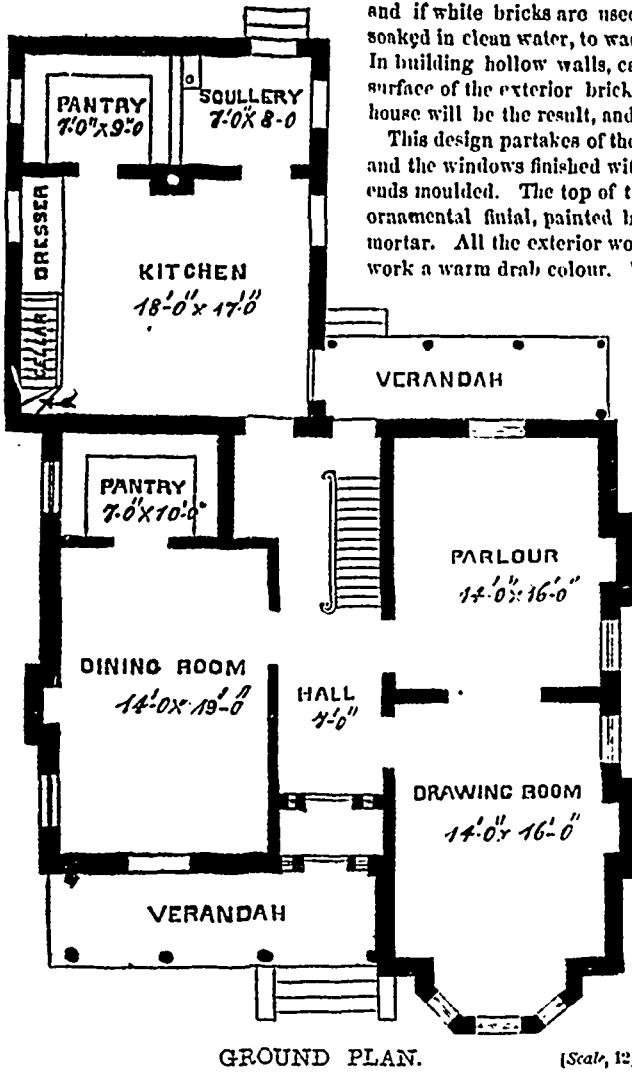 and if white bricks are used
soaked in clean water, to
In building hollow walls,
surface of the exterior brick
house will be the result, and
This design partakes of the
and the windows finished
ends moulded. The top of
ornamental finial, painted
mortar. All the exterior
work a warm drab colour.
PANTRY
7'.0"x9"0
SCULLERY
7'0"X 8-0
DRESSER
KITCHEN
18'-0"x 17'0"
CELLAR
VERANDAH
PANTRY
7.0"X10'.0"
PARLOUR
14'-0"x 16'-0"
DINING ROOM
14'-0x 19'-0"
HALL
7'-0"
DRAWING ROOM
14'-0"x 16'-0"
VERANDAH
GROUND PLAN.
[Scale, 12